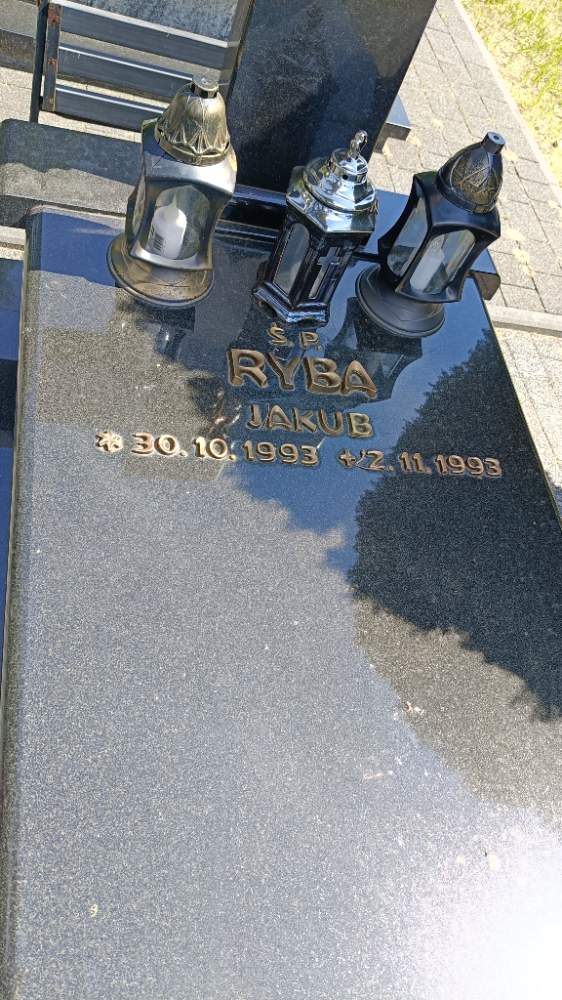 Ś.P.
RYBA
JAKUB
* 30.10.1993 + 2.11.1993